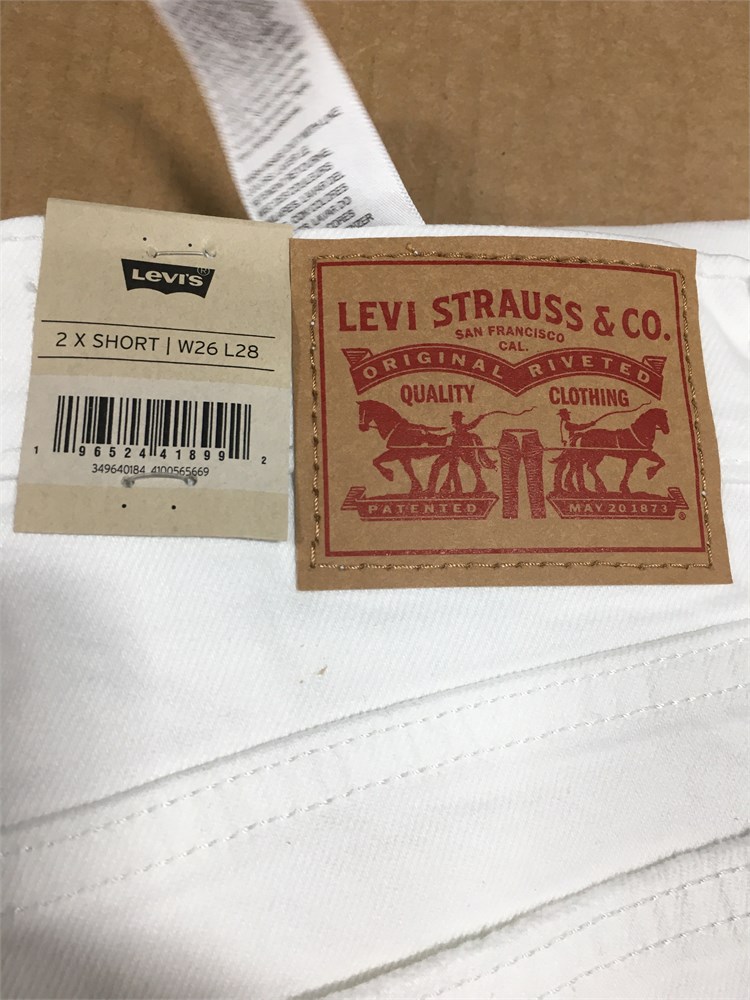 Levi's®
2 X SHORT | W26 L28
1 96524 41899 2
349640184 4100565669
LEVI STRAUSS & CO.
SAN FRANCISCO
CAL.
ORIGINAL RIVETED
QUALITY CLOTHING
PATENTED MAY 20 1873 ®